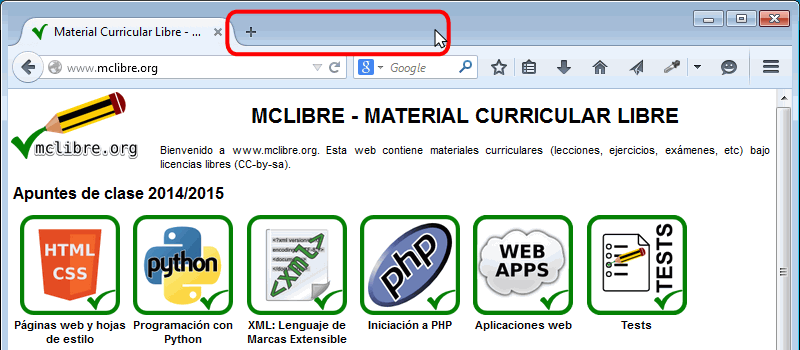 Material Curricular Libre - ...
www.mclibre.org
8
Google
mclibre.org
MCLIBRE - MATERIAL CURRICULAR LIBRE
Bienvenido a www.mclibre.org. Esta web contiene materiales curriculares (lecciones, ejercicios, exámenes, etc) bajo
licencias libres (CC-by-sa).
Apuntes de clase 2014/2015
HTML
CSS
python
<?xml version=
<xml>
php
WEB
APPS
TESTS
Páginas web y hojas
de estilo
Programación con
Python
XML: Lenguaje de
Marcas Extensible
Iniciación a PHP
Aplicaciones web
Tests